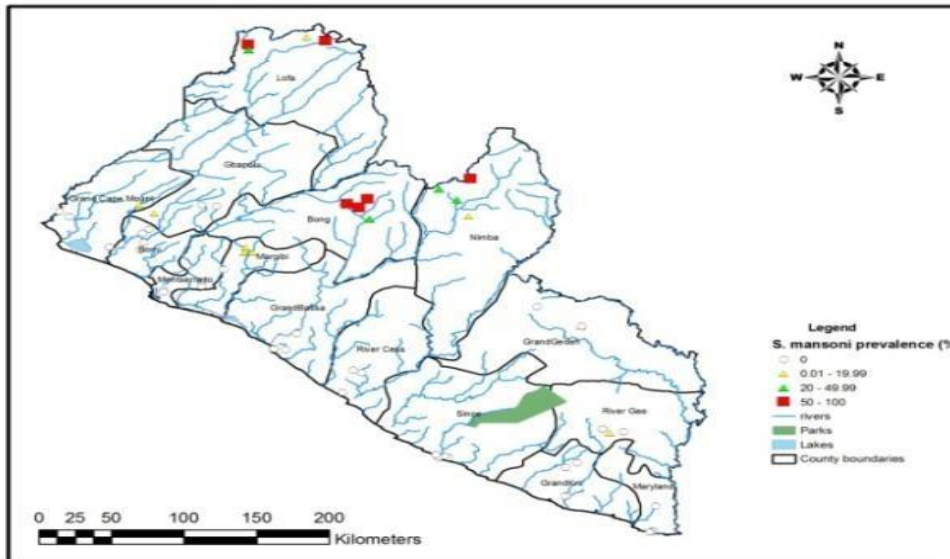 N
W E
S
Lofa
Gbapolu
Grand Cape Mount
Bong
Nimba
Bomi
Margibi
Montserrado
GrandBassa
River Cess
GrandGedeh
Sinoe
River Gee
GrandKru
Maryland
Legend
S. mansoni prevalence (%
0
0.01 - 19.99
20 - 49.99
50 - 100
rivers
Parks
Lakes
County boundaries
0 25 50 100 150 200
Kilometers